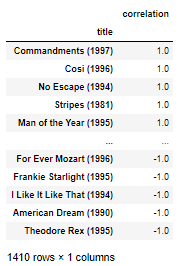 correlation
title
Commandments (1997) 1.0
Cosi (1996) 1.0
No Escape (1994) 1.0
Stripes (1981) 1.0
Man of the Year (1995) 1.0
... ...
For Ever Mozart (1996) -1.0
Frankie Starlight (1995) -1.0
I Like It Like That (1994) -1.0
American Dream (1990) -1.0
Theodore Rex (1995) -1.0
1410 rows × 1 columns